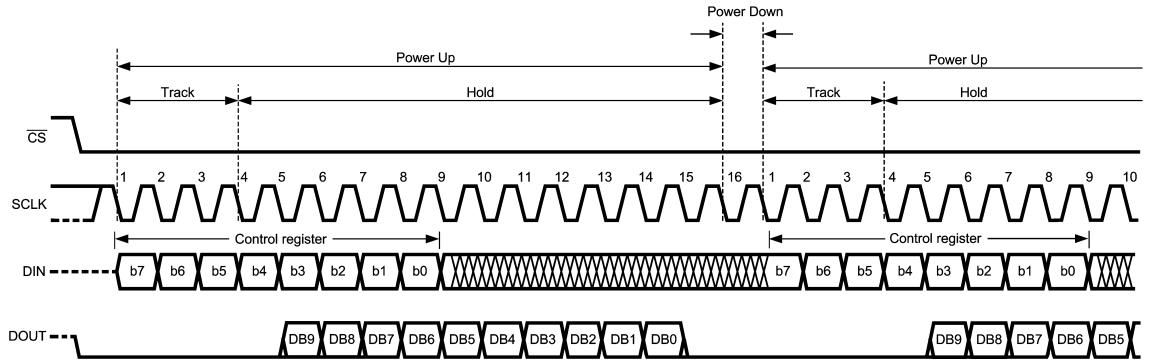 Power Down
Power Up
Power Up
Track Hold Track Hold
CS
1 2 3 4 5 6 7 8 9 10 11 12 13 14 15 16 1 2 3 4 5 6 7 8 9 10
SCLK
Control register Control register
DIN b7 b6 b5 b4 b3 b2 b1 b0 b7 b6 b5 b4 b3 b2 b1 b0
DOUT DB9 DB8 DB7 DB6 DB5 DB4 DB3 DB2 DB1 DB0 DB9 DB8 DB7 DB6 DB5